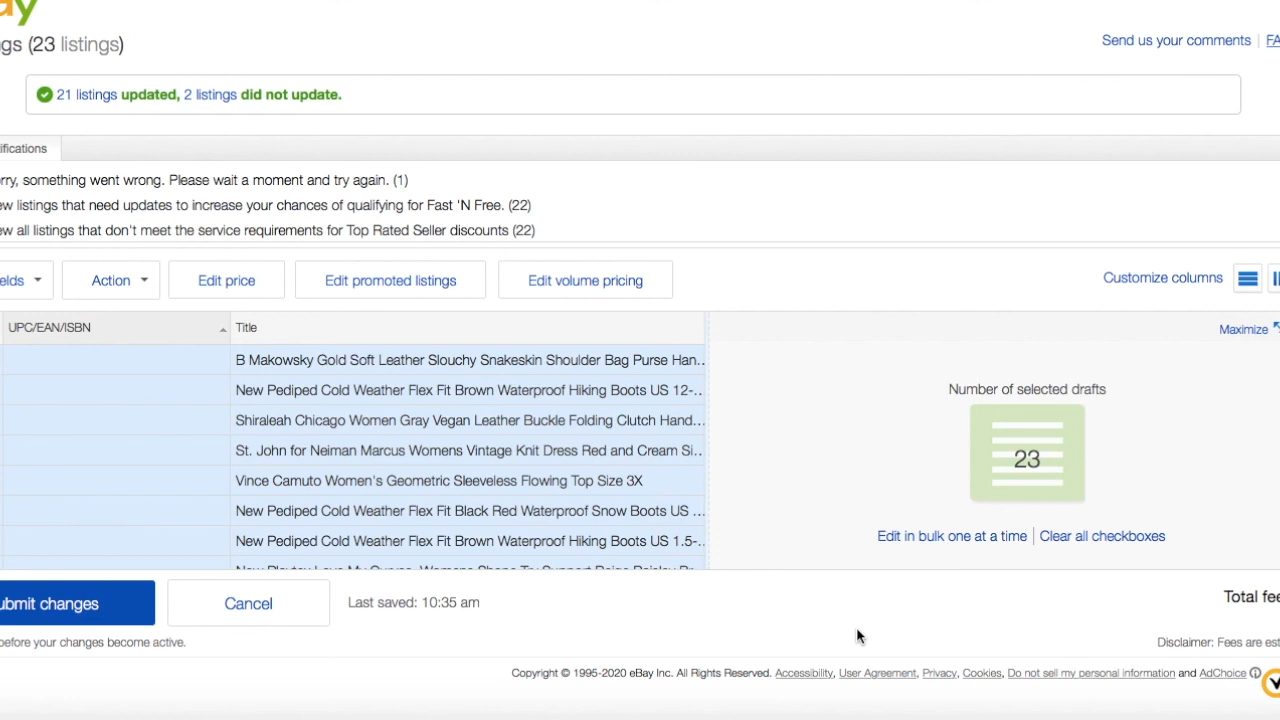 ay
gs (23 listings)
Send us your comments | FA
21 listings updated, 2 listings did not update.
ifications
rry, something went wrong. Please wait a moment and try again. (1)
ew listings that need updates to increase your chances of qualifying for Fast 'N Free. (22)
ew all listings that don't meet the service requirements for Top Rated Seller discounts (22)
elds Action Edit price Edit promoted listings Edit volume pricing Customize columns
UPC/EAN/ISBN Title Maximize
B Makowsky Gold Soft Leather Slouchy Snakeskin Shoulder Bag Purse Han...
New Pediped Cold Weather Flex Fit Brown Waterproof Hiking Boots US 12-...
Shiraleah Chicago Women Gray Vegan Leather Buckle Folding Clutch Hand...
St. John for Neiman Marcus Womens Vintage Knit Dress Red and Cream Si...
Vince Camuto Women's Geometric Sleeveless Flowing Top Size 3X
New Pediped Cold Weather Flex Fit Black Red Waterproof Snow Boots US ...
New Pediped Cold Weather Flex Fit Brown Waterproof Hiking Boots US 1.5-...
Number of selected drafts
23
Edit in bulk one at a time | Clear all checkboxes
ubmit changes Cancel Last saved: 10:35 am Total fee
before your changes become active. Disclaimer: Fees are est
Copyright © 1995-2020 eBay Inc. All Rights Reserved. Accessibility, User Agreement, Privacy, Cookies, Do not sell my personal information and AdChoice